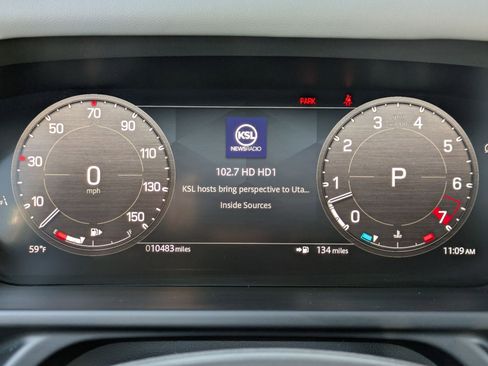 PARK
70
50 90
30 110
0
mph
10 130
150
KSL
NEWSRADIO
102.7 HD HD1
KSL hosts bring perspective to Uta...
Inside Sources
3 4
2 5
1 6
P
0 7
59°F
010483 miles
134 miles
11:09 AM